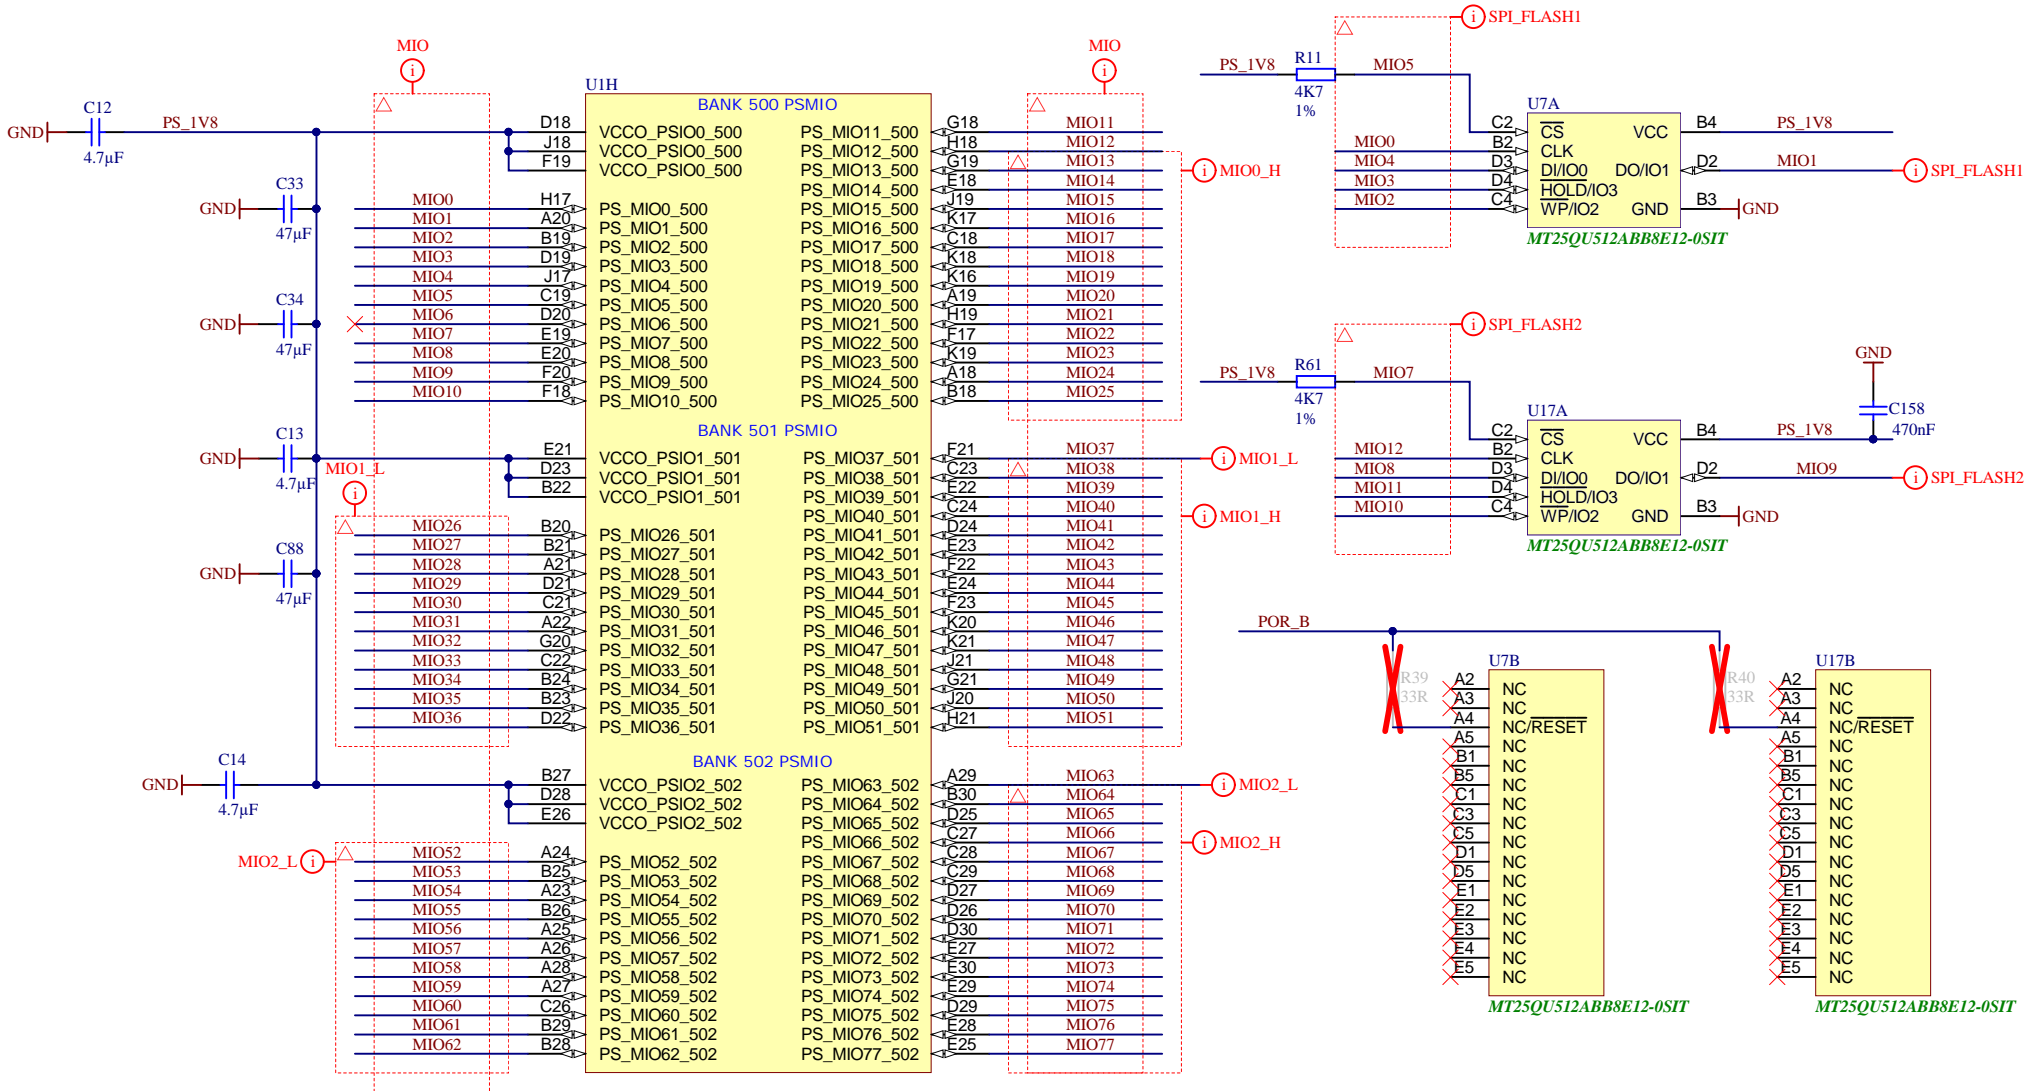 MIO
MIO
SPI_FLASH1
C12
GND
4.7µF
PS_1V8
C33
GND
47µF
C34
GND
47µF
C13
GND
4.7µF
MIO1_L
C88
GND
47µF
C14
GND
4.7µF
MIO2_L
U1H
BANK 500 PSMIO
D18 VCCO_PSIO0_500 PS_MIO11_500 G18 MIO11
J18 VCCO_PSIO0_500 PS_MIO12_500 H18 MIO12
F19 VCCO_PSIO0_500 PS_MIO13_500 G19 MIO13
PS_MIO14_500 E18 MIO14
MIO0 H17 PS_MIO0_500 PS_MIO15_500 J19 MIO15
MIO1 A20 PS_MIO1_500 PS_MIO16_500 K17 MIO16
MIO2 B19 PS_MIO2_500 PS_MIO17_500 C18 MIO17
MIO3 D19 PS_MIO3_500 PS_MIO18_500 K18 MIO18
MIO4 J17 PS_MIO4_500 PS_MIO19_500 K16 MIO19
MIO5 C19 PS_MIO5_500 PS_MIO20_500 A19 MIO20
MIO6 D20 PS_MIO6_500 PS_MIO21_500 H19 MIO21
MIO7 E19 PS_MIO7_500 PS_MIO22_500 F17 MIO22
MIO8 E20 PS_MIO8_500 PS_MIO23_500 K19 MIO23
MIO9 F20 PS_MIO9_500 PS_MIO24_500 A18 MIO24
MIO10 F18 PS_MIO10_500 PS_MIO25_500 B18 MIO25
MIO0_H
BANK 501 PSMIO
E21 VCCO_PSIO1_501 PS_MIO37_501 F21 MIO37
D23 VCCO_PSIO1_501 PS_MIO38_501 C23 MIO38
B22 VCCO_PSIO1_501 PS_MIO39_501 E22 MIO39
PS_MIO40_501 C24 MIO40
MIO26 B20 PS_MIO26_501 PS_MIO41_501 D24 MIO41
MIO27 B21 PS_MIO27_501 PS_MIO42_501 E23 MIO42
MIO28 A21 PS_MIO28_501 PS_MIO43_501 F22 MIO43
MIO29 D21 PS_MIO29_501 PS_MIO44_501 E24 MIO44
MIO30 C21 PS_MIO30_501 PS_MIO45_501 F23 MIO45
MIO31 A22 PS_MIO31_501 PS_MIO46_501 K20 MIO46
MIO32 G20 PS_MIO32_501 PS_MIO47_501 K21 MIO47
MIO33 C22 PS_MIO33_501 PS_MIO48_501 J21 MIO48
MIO34 B24 PS_MIO34_501 PS_MIO49_501 G21 MIO49
MIO35 B23 PS_MIO35_501 PS_MIO50_501 J20 MIO50
MIO36 D22 PS_MIO36_501 PS_MIO51_501 H21 MIO51
MIO1_L
MIO1_H
BANK 502 PSMIO
B27 VCCO_PSIO2_502 PS_MIO63_502 A29 MIO63
D28 VCCO_PSIO2_502 PS_MIO64_502 B30 MIO64
E26 VCCO_PSIO2_502 PS_MIO65_502 D25 MIO65
PS_MIO66_502 C27 MIO66
MIO52 A24 PS_MIO52_502 PS_MIO67_502 C28 MIO67
MIO53 B25 PS_MIO53_502 PS_MIO68_502 C29 MIO68
MIO54 A23 PS_MIO54_502 PS_MIO69_502 D27 MIO69
MIO55 B26 PS_MIO55_502 PS_MIO70_502 D26 MIO70
MIO56 A25 PS_MIO56_502 PS_MIO71_502 D30 MIO71
MIO57 A26 PS_MIO57_502 PS_MIO72_502 E27 MIO72
MIO58 A28 PS_MIO58_502 PS_MIO73_502 E30 MIO73
MIO59 A27 PS_MIO59_502 PS_MIO74_502 E29 MIO74
MIO60 C26 PS_MIO60_502 PS_MIO75_502 D29 MIO75
MIO61 B29 PS_MIO61_502 PS_MIO76_502 E28 MIO76
MIO62 B28 PS_MIO62_502 PS_MIO77_502 E25 MIO77
MIO2_L
MIO2_H
PS_1V8 R11 MIO5
4K7
1%
U7A
C2 CS VCC B4 PS_1V8
MIO0 B2 CLK
MIO4 D3 DI/IO0 DO/IO1 D2 MIO1 SPI_FLASH1
MIO3 D4 HOLD/IO3
MIO2 C4 WP/IO2 GND B3 GND
MT25QU512ABB8E12-0SIT
SPI_FLASH2
PS_1V8 R61 MIO7
4K7
1%
GND
C158
470nF
U17A
C2 CS VCC B4 PS_1V8
MIO12 B2 CLK
MIO8 D3 DI/IO0 DO/IO1 D2 MIO9 SPI_FLASH2
MIO11 D4 HOLD/IO3
MIO10 C4 WP/IO2 GND B3 GND
MT25QU512ABB8E12-0SIT
POR_B
R39
33R
U7B
A2 NC
A3 NC
A4 NC/RESET
A5 NC
B1 NC
B5 NC
C1 NC
C3 NC
C5 NC
D1 NC
D5 NC
E1 NC
E2 NC
E3 NC
E4 NC
E5 NC
MT25QU512ABB8E12-0SIT
R40
33R
U17B
A2 NC
A3 NC
A4 NC/RESET
A5 NC
B1 NC
B5 NC
C1 NC
C3 NC
C5 NC
D1 NC
D5 NC
E1 NC
E2 NC
E3 NC
E4 NC
E5 NC
MT25QU512ABB8E12-0SIT